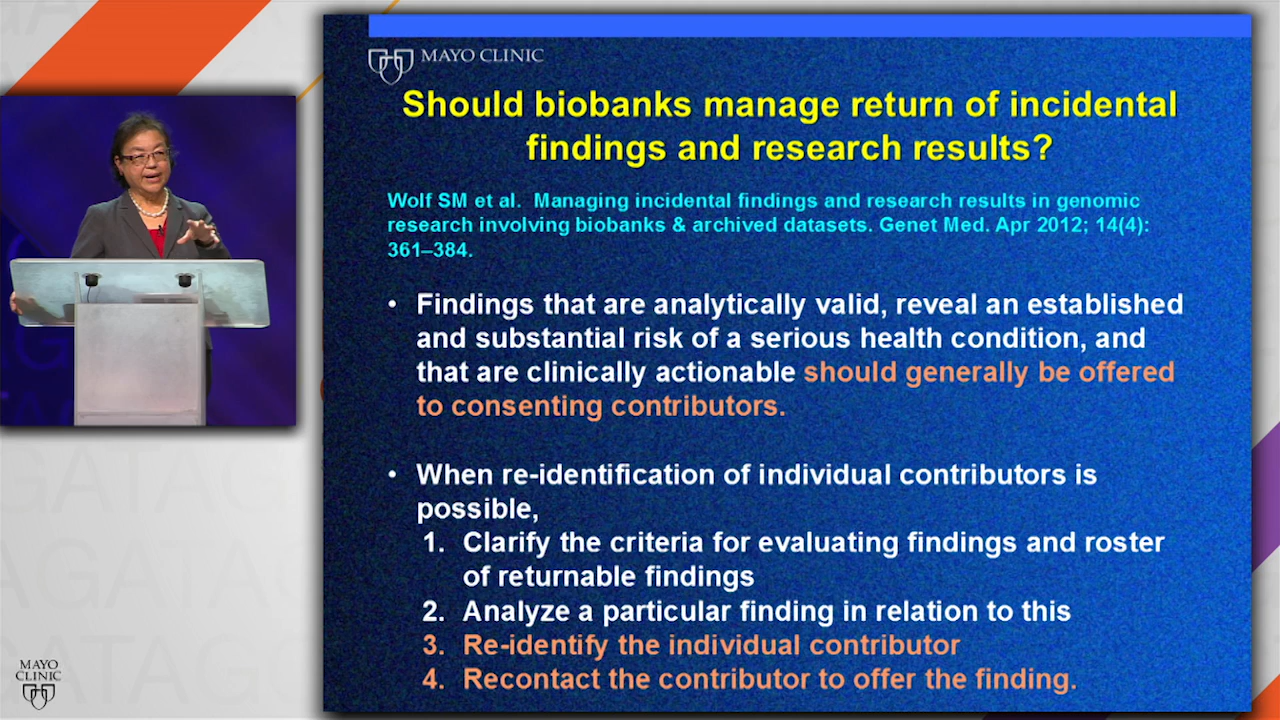 MAYO CLINIC
Should biobanks manage return of incidental
findings and research results?
Wolf SM et al. Managing incidental findings and research results in genomic
research involving biobanks & archived datasets. Genet Med. Apr 2012; 14(4):
361–384.
• Findings that are analytically valid, reveal an established
and substantial risk of a serious health condition, and
that are clinically actionable should generally be offered
to consenting contributors.
• When re-identification of individual contributors is
possible,
1. Clarify the criteria for evaluating findings and roster
of returnable findings
2. Analyze a particular finding in relation to this
3. Re-identify the individual contributor
4. Recontact the contributor to offer the finding.
MAYO
CLINIC